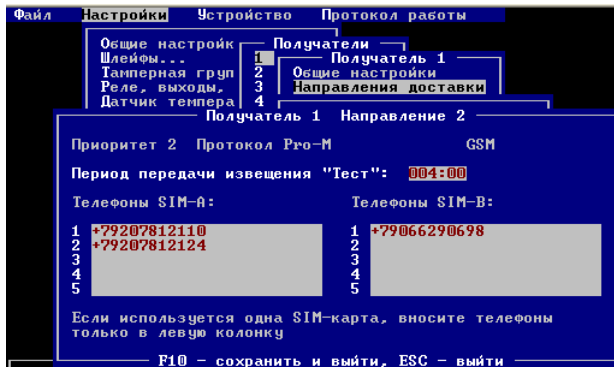 Файл Настройки Устройство Протокол работы
Общие настройк
Шлейфы...
Тамперная груп
Реле, выходы,
Датчик темпера
Получатели
1
2
3
4
Получатель 1
Общие настройки
Направления доставки
Получатель 1 Направление 2
Приоритет 2 Протокол Pro-M GSM
Период передачи извещения "Тест": 004:00
Телефоны SIM-A: Телефоны SIM-B:
1 +79207812110 1 +79066290698
2 +79207812124 2
3 3
4 4
5 5
Если используется одна SIM-карта, вносите телефоны
только в левую колонку
F10 - сохранить и выйти, ESC - выйти